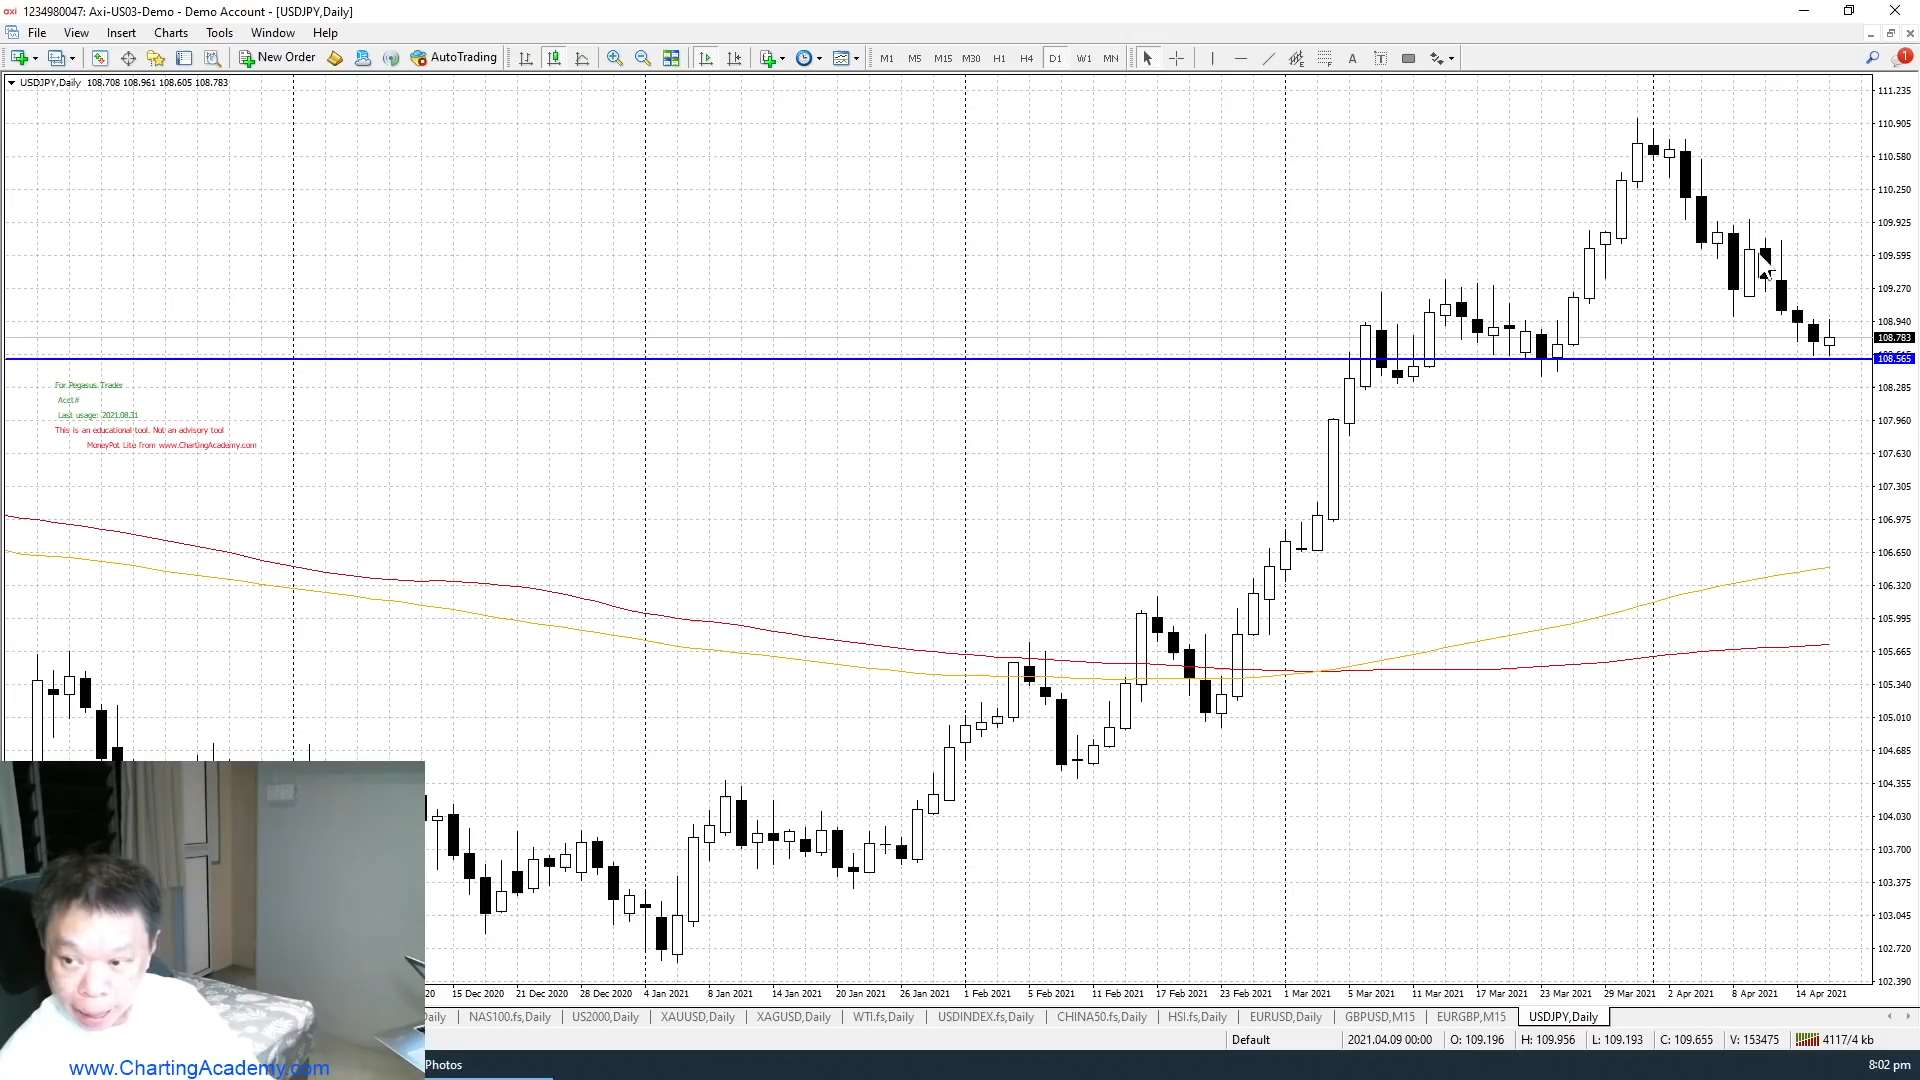 1234980047: Axi-US03-Demo - Demo Account - [USDJPY,Daily]
File View Insert Charts Tools Window Help
New Order AutoTrading M1 M5 M15 M30 H1 H4 D1 W1 MN A T 1
USDJPY,Daily 108.708 108.961 108.605 108.783
111.235
110.905
110.580
110.250
109.925
109.595
109.270
108.940
108.783
108.565
108.285
107.960
107.630
107.305
106.975
106.650
106.320
105.995
105.665
105.340
105.010
104.685
104.355
104.030
103.700
103.375
103.045
102.720
102.390
For Pegasus Trader
Acct#
Last usage: 2021.08.31
This is an educational tool. Not an advisory tool
MoneyPot Lite from www.ChartingAcademy.com
20 15 Dec 2020 21 Dec 2020 28 Dec 2020 4 Jan 2021 8 Jan 2021 14 Jan 2021 20 Jan 2021 26 Jan 2021 1 Feb 2021 5 Feb 2021 11 Feb 2021 17 Feb 2021 23 Feb 2021 1 Mar 2021 5 Mar 2021 11 Mar 2021 17 Mar 2021 23 Mar 2021 29 Mar 2021 2 Apr 2021 8 Apr 2021 14 Apr 2021
Daily NAS100.fs,Daily US2000,Daily XAUUSD,Daily XAGUSD,Daily WTI.fs,Daily USDINDEX.fs,Daily CHINA50.fs,Daily HSI.fs,Daily EURUSD,Daily GBPUSD,M15 EURGBP,M15 USDJPY,Daily
Default 2021.04.09 00:00 O: 109.196 H: 109.956 L: 109.193 C: 109.655 V: 153475 4117/4 kb
www.ChartingAcademy.com
Photos 8:02 pm